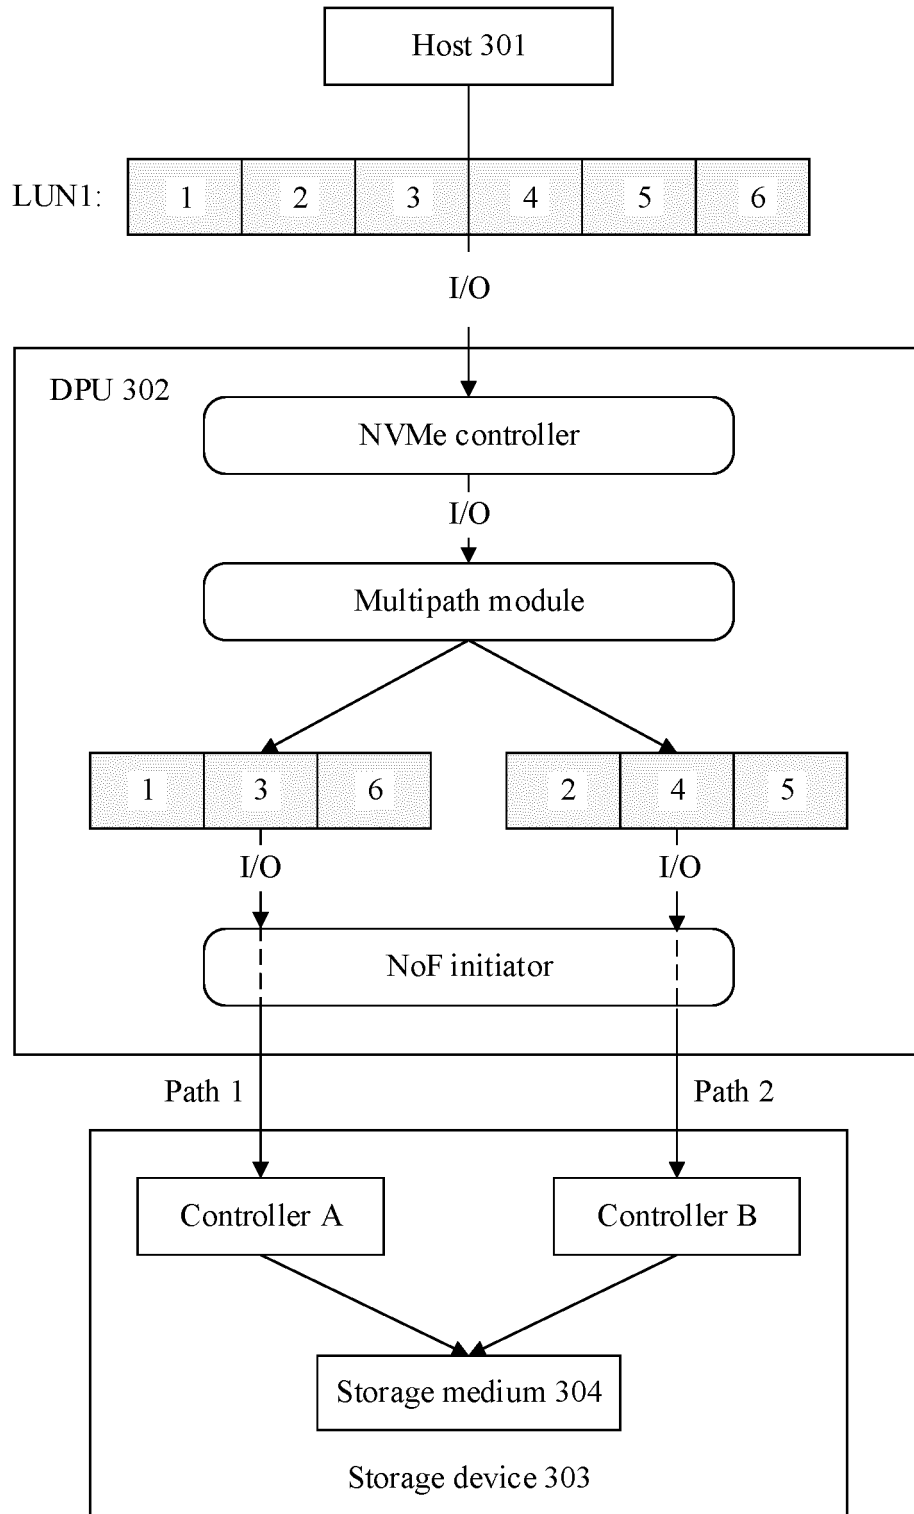 Host 301
LUN1: 1 2 3 4 5 6
I/O
DPU 302
NVMe controller
I/O
Multipath module
1 3 6 2 4 5
I/O I/O
NoF initiator
Path 1 Path 2
Controller A Controller B
Storage medium 304
Storage device 303